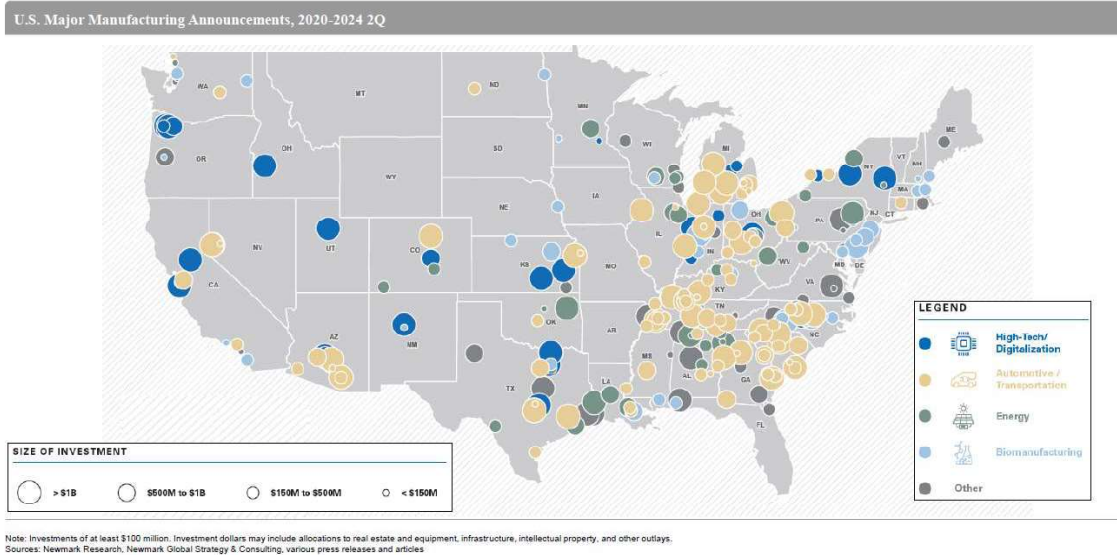 U.S. Major Manufacturing Announcements, 2020-2024 2Q
WA
MT
ND
MN
WI
MI
ME
VT
NH
NY
MA
CT
OR
OH
WY
SD
IA
NE
NV
UT
CO
KS
MO
IL
IN
OH
PA
NJ
MD
DE
WV
VA
KY
CA
AZ
NM
OK
AR
TN
NC
TX
LA
MS
AL
GA
FL
LEGEND
High-Tech/
Digitalization
Automotive /
Transportation
Energy
Biomanufacturing
Other
SIZE OF INVESTMENT
> $1B
$500M to $1B
$150M to $500M
< $150M
Note: Investments of at least $100 million. Investment dollars may include allocations to real estate and equipment, infrastructure, intellectual property, and other outlays.
Sources: Newmark Research, Newmark Global Strategy & Consulting, various press releases and articles